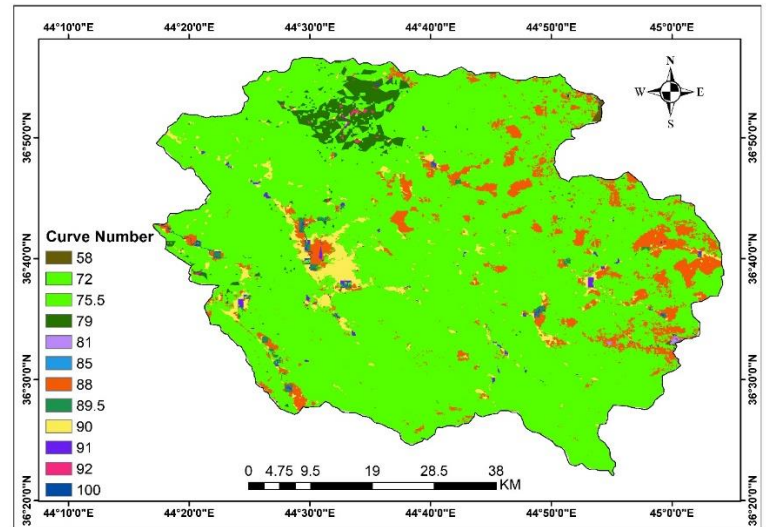 44°10'0"E 44°20'0"E 44°30'0"E 44°40'0"E 44°50'0"E 45°0'0"E
N
W E
S
36°50'0"N 36°50'0"N
Curve Number
58
72
75.5
79
81
85
88
89.5
90
91
92
100
36°40'0"N 36°40'0"N
36°30'0"N 36°30'0"N
0 4.75 9.5 19 28.5 38
KM
36°20'0"N 36°20'0"N
44°10'0"E 44°20'0"E 44°30'0"E 44°40'0"E 44°50'0"E 45°0'0"E